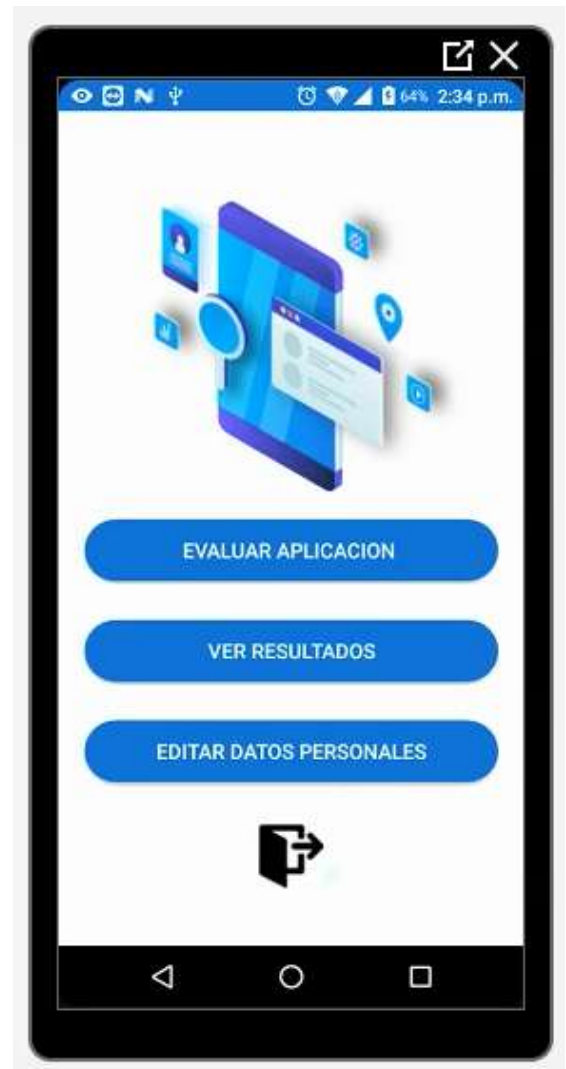 64% 2:34 p.m.
EVALUAR APLICACION
VER RESULTADOS
EDITAR DATOS PERSONALES